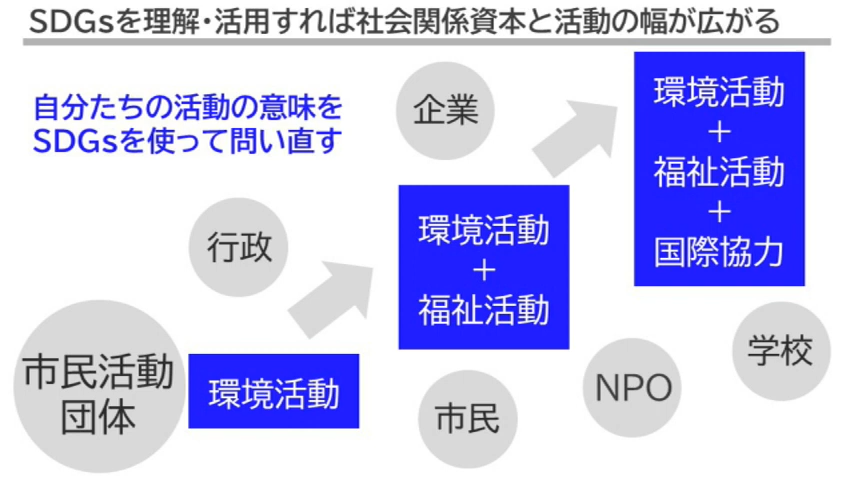 SDGsを理解・活用すれば社会関係資本と活動の幅が広がる
自分たちの活動の意味を
SDGsを使って問い直す
市民活動
団体
環境活動
行政
環境活動
＋
福祉活動
企業
市民
環境活動
＋
福祉活動
＋
国際協力
NPO
学校